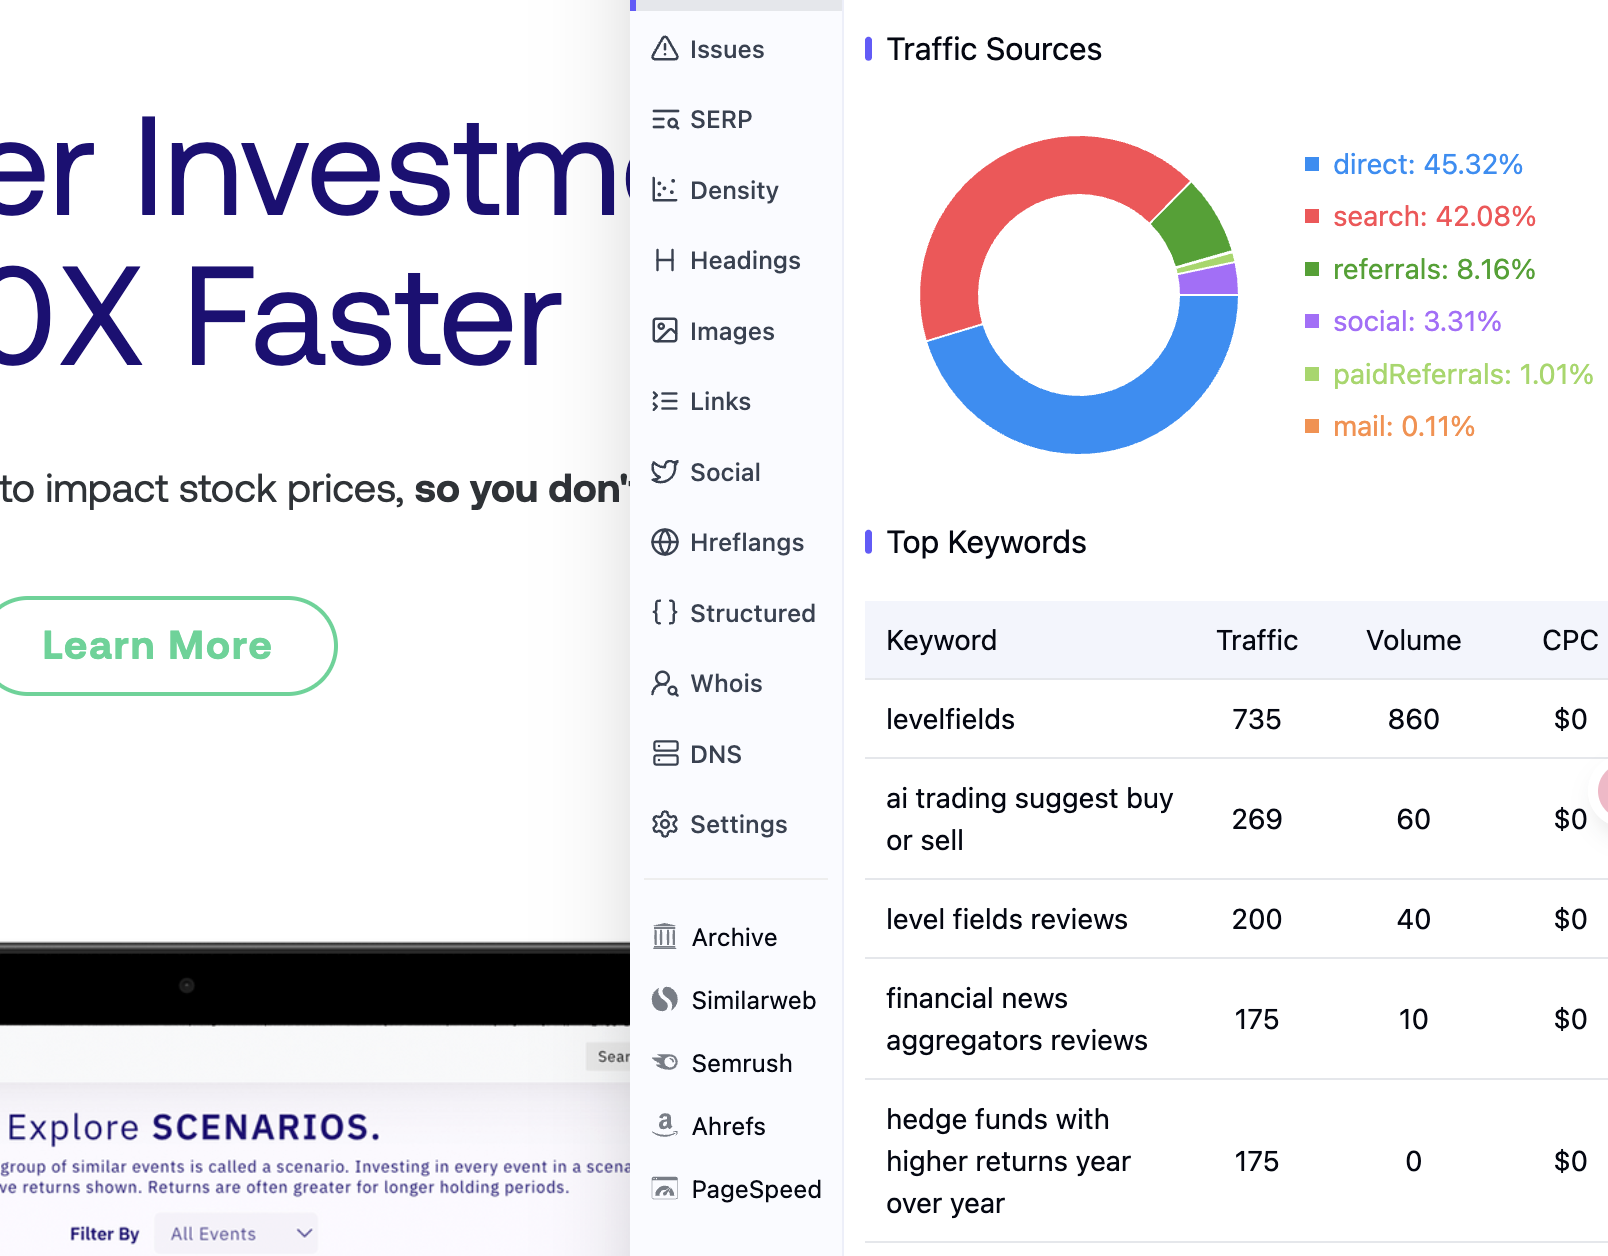 er Investm
0X Faster
to impact stock prices, so you don'
Learn More
Sear
Explore SCENARIOS.
group of similar events is called a scenario. Investing in every event in a scena
ve returns shown. Returns are often greater for longer holding periods.
Filter By All Events
Issues
SERP
Density
Headings
Images
Links
Social
Hreflangs
Structured
Whois
DNS
Settings
Archive
Similarweb
Semrush
Ahrefs
PageSpeed
Traffic Sources
direct: 45.32%
search: 42.08%
referrals: 8.16%
social: 3.31%
paidReferrals: 1.01%
mail: 0.11%
Top Keywords
Keyword Traffic Volume CPC
levelfields 735 860 $0
ai trading suggest buy
or sell 269 60 $0
level fields reviews 200 40 $0
financial news
aggregators reviews 175 10 $0
hedge funds with
higher returns year 175 0 $0
over year